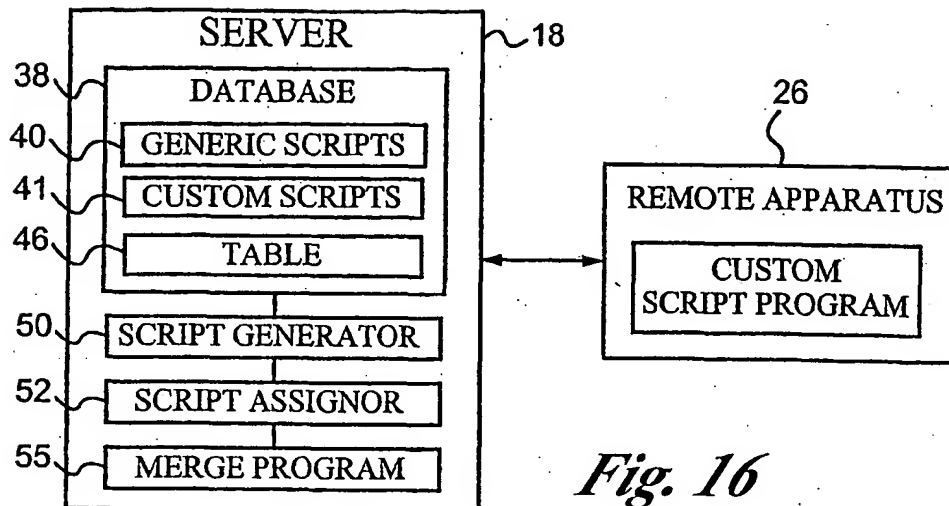 SERVER
18
38
DATABASE
40
GENERIC SCRIPTS
41
CUSTOM SCRIPTS
46
TABLE
50
SCRIPT GENERATOR
52
SCRIPT ASSIGNOR
55
MERGE PROGRAM
26
REMOTE APPARATUS
CUSTOM
SCRIPT PROGRAM
Fig. 16